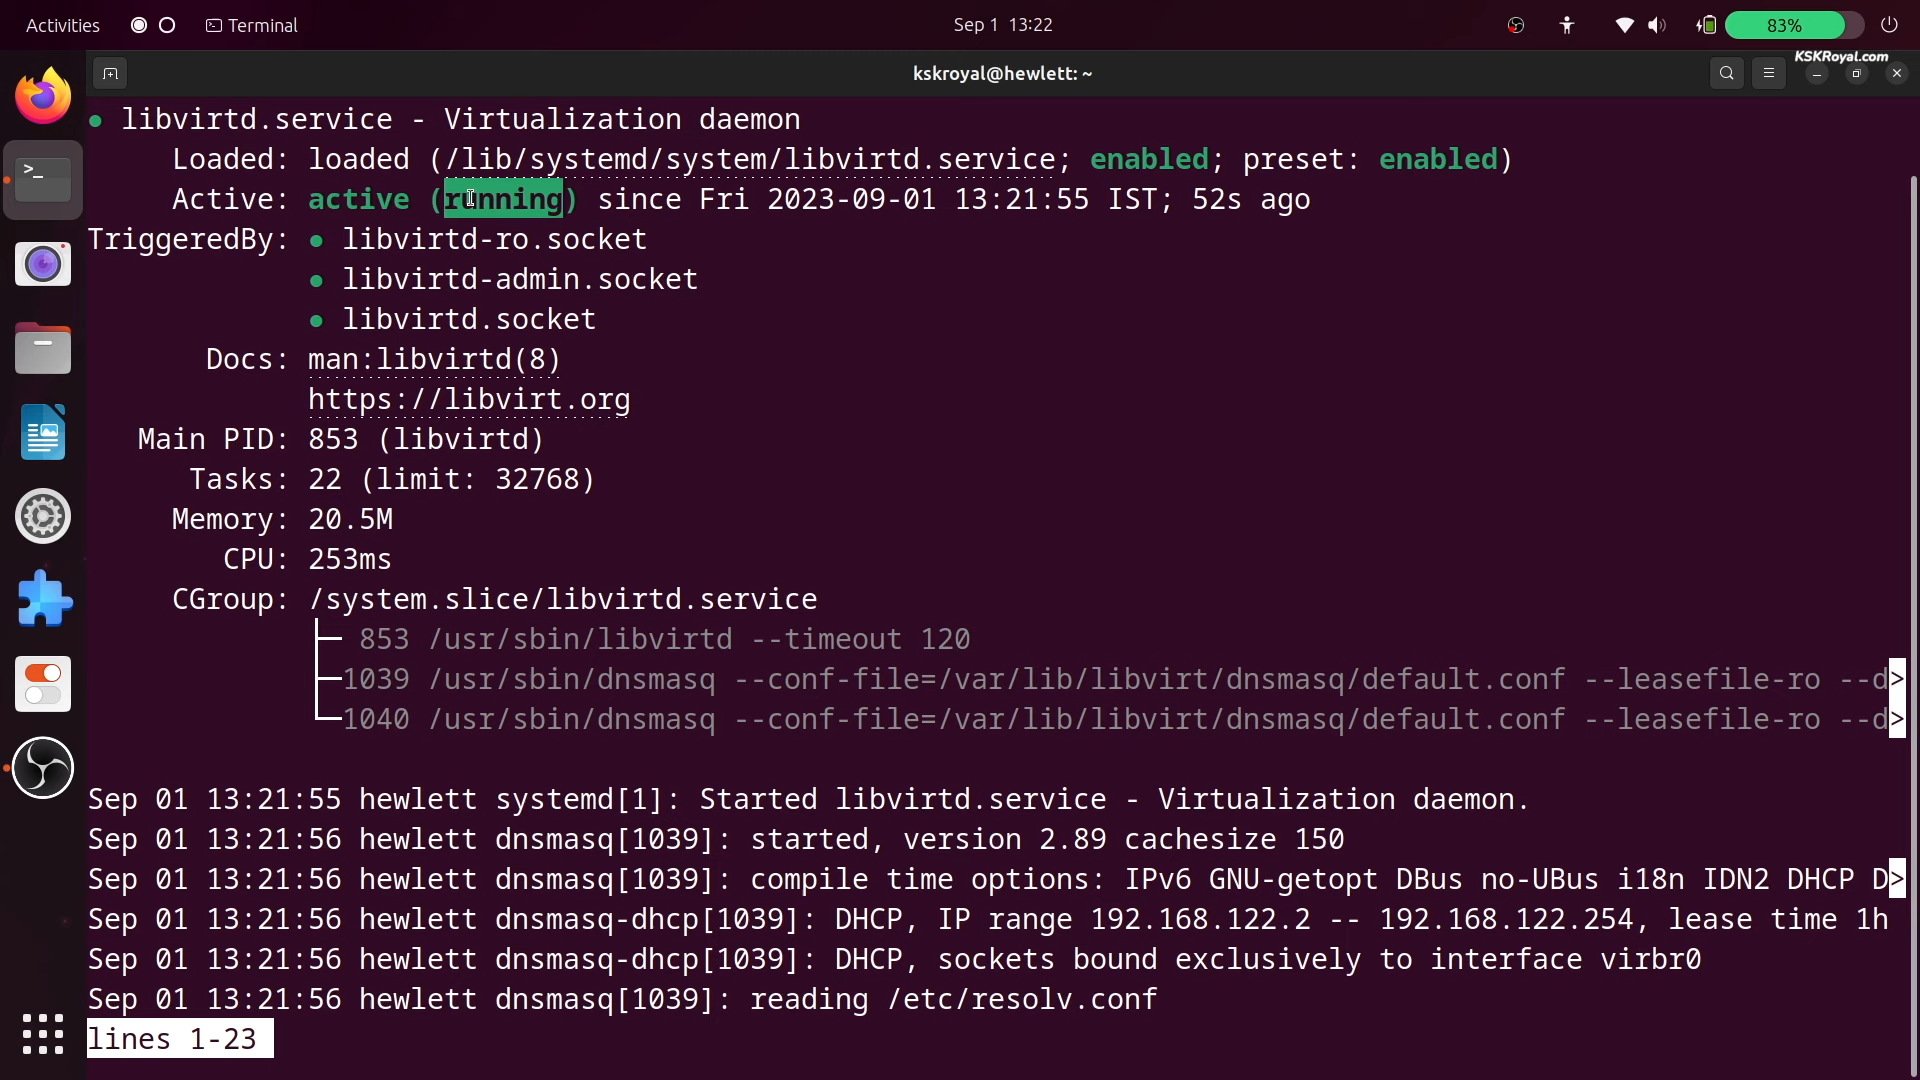 Activities Terminal Sep 1 13:22 83%
KSKRoyal.com
kskroyal@hewlett: ~
● libvirtd.service - Virtualization daemon
Loaded: loaded (/lib/systemd/system/libvirtd.service; enabled; preset: enabled)
Active: active (running) since Fri 2023-09-01 13:21:55 IST; 52s ago
TriggeredBy: ● libvirtd-ro.socket
● libvirtd-admin.socket
● libvirtd.socket
Docs: man:libvirtd(8)
https://libvirt.org
Main PID: 853 (libvirtd)
Tasks: 22 (limit: 32768)
Memory: 20.5M
CPU: 253ms
CGroup: /system.slice/libvirtd.service
├─ 853 /usr/sbin/libvirtd --timeout 120
├─1039 /usr/sbin/dnsmasq --conf-file=/var/lib/libvirt/dnsmasq/default.conf --leasefile-ro --d>
└─1040 /usr/sbin/dnsmasq --conf-file=/var/lib/libvirt/dnsmasq/default.conf --leasefile-ro --d>
Sep 01 13:21:55 hewlett systemd[1]: Started libvirtd.service - Virtualization daemon.
Sep 01 13:21:56 hewlett dnsmasq[1039]: started, version 2.89 cachesize 150
Sep 01 13:21:56 hewlett dnsmasq[1039]: compile time options: IPv6 GNU-getopt DBus no-UBus i18n IDN2 DHCP D>
Sep 01 13:21:56 hewlett dnsmasq-dhcp[1039]: DHCP, IP range 192.168.122.2 -- 192.168.122.254, lease time 1h
Sep 01 13:21:56 hewlett dnsmasq-dhcp[1039]: DHCP, sockets bound exclusively to interface virbr0
Sep 01 13:21:56 hewlett dnsmasq[1039]: reading /etc/resolv.conf
lines 1-23